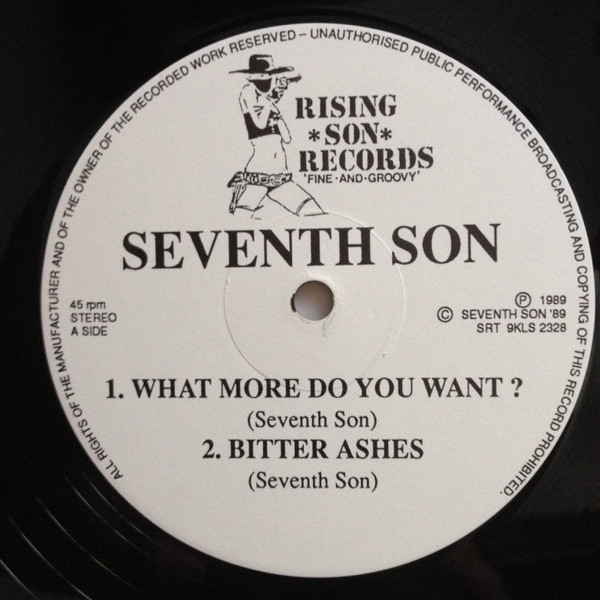 ALL RIGHTS OF THE MANUFACTURER AND OF THE OWNER OF THE RECORDED WORK RESERVED – UNAUTHORISED PUBLIC PERFORMANCE BROADCASTING AND COPYING OF THIS RECORD PROHIBITED.
RISING
*SON*
RECORDS
'FINE·AND·GROOVY'
SEVENTH SON
45 rpm
STEREO
A SIDE
℗ 1989
© SEVENTH SON '89
SRT 9KLS 2328
1. WHAT MORE DO YOU WANT ?
(Seventh Son)
2. BITTER ASHES
(Seventh Son)